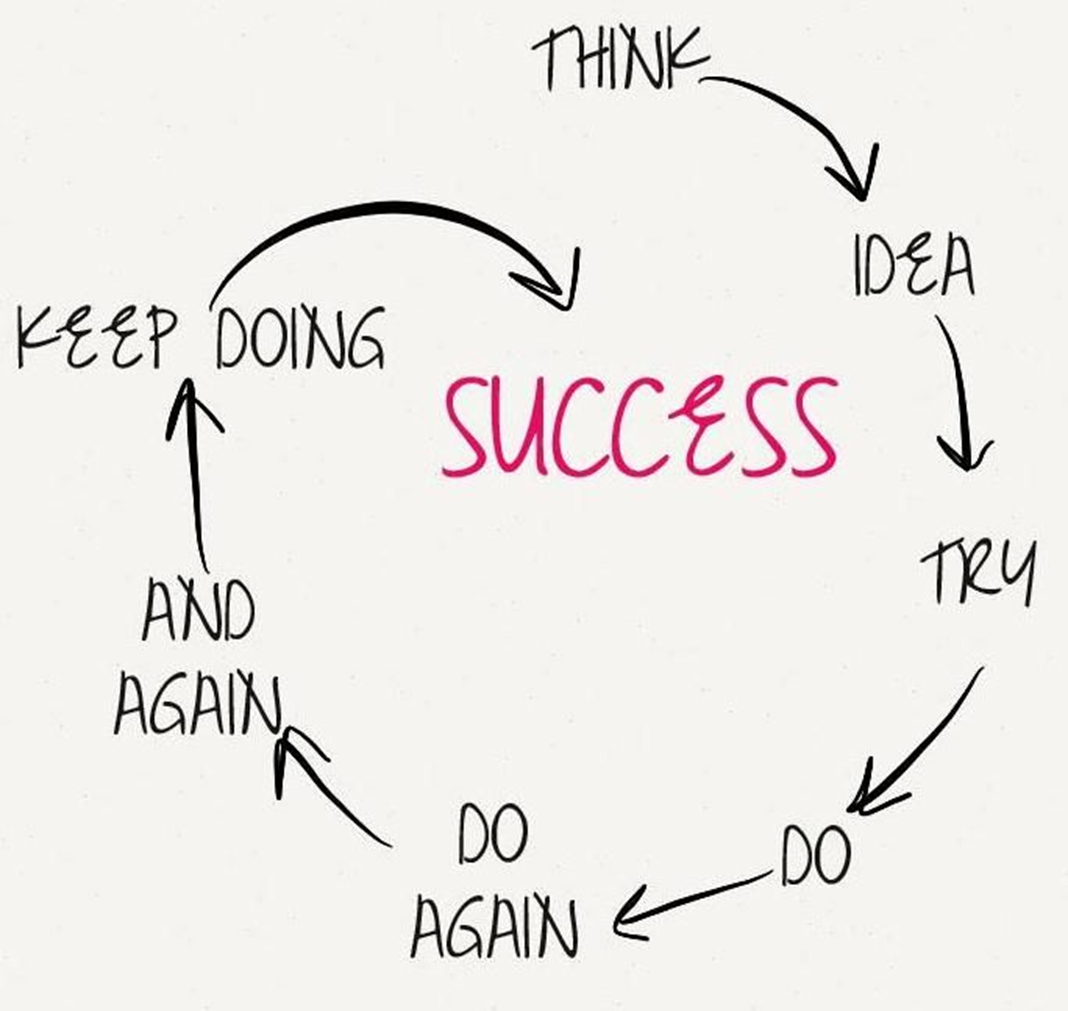 THINK
IDEA
TRY
DO
DO
AGAIN
AND
AGAIN
KEEP DOING
SUCCESS